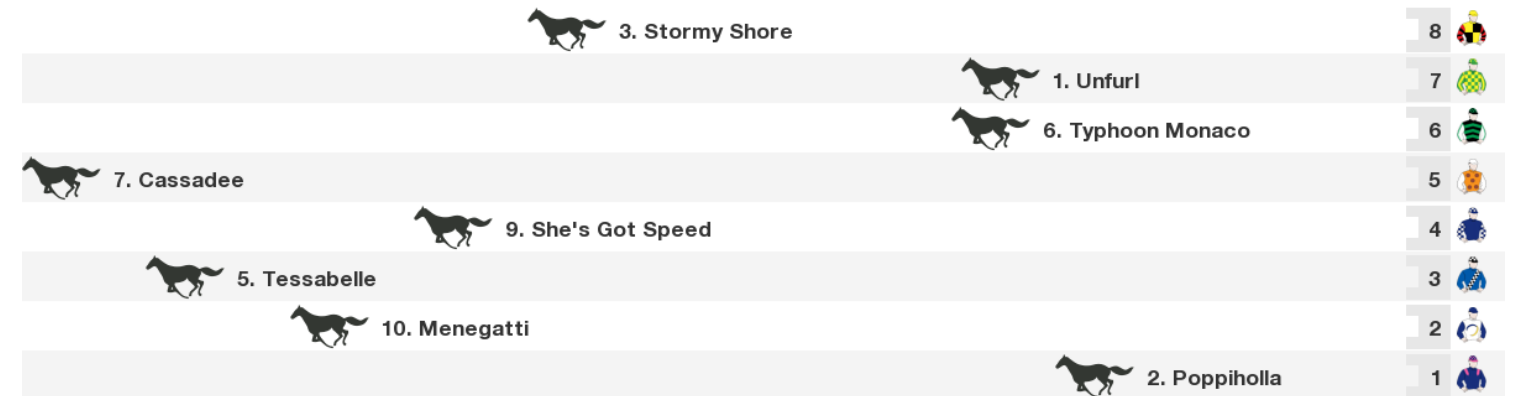 3. Stormy Shore 8
1. Unfurl 7
6. Typhoon Monaco 6
7. Cassadee 5
9. She's Got Speed 4
5. Tessabelle 3
10. Menegatti 2
2. Poppiholla 1